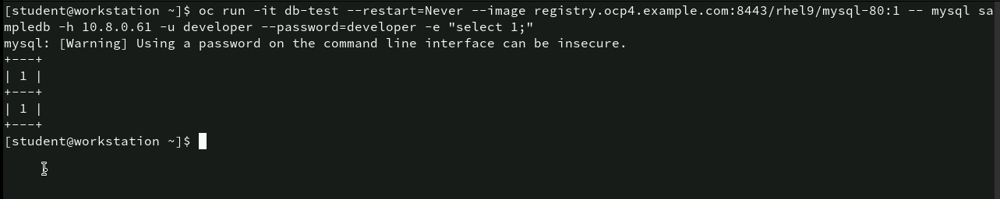 [student@workstation ~]$ oc run -it db-test --restart=Never --image registry.ocp4.example.com:8443/rhel9/mysql-80:1 -- mysql sa
mpledb -h 10.8.0.61 -u developer --password=developer -e "select 1;"
mysql: [Warning] Using a password on the command line interface can be insecure.
+---+
| 1 |
+---+
| 1 |
+---+
[student@workstation ~]$